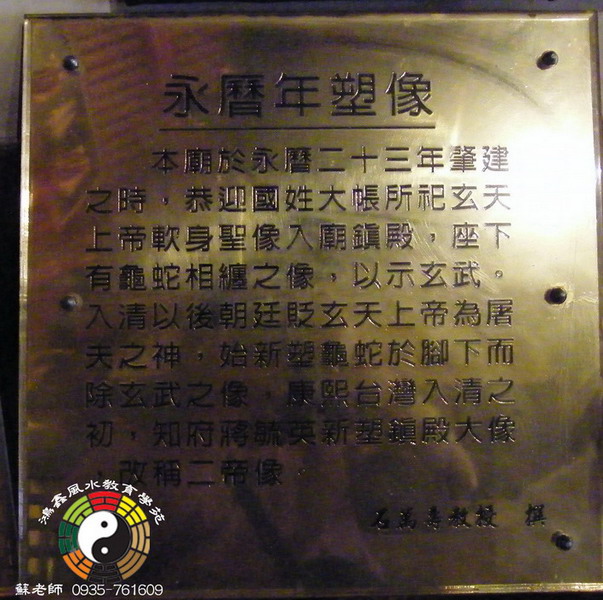 永曆年塑像
本廟於永曆二十三年肇建
之時，恭迎國姓大帳所祀玄天
上帝軟身聖像入廟鎮殿，座下
有龜蛇相纏之像，以示玄武。
入清以後朝廷貶玄天上帝為屠
夫之神，始新塑龜蛇於腳下而
除玄武之像，康熙台灣入清之
初，知府蔣毓英新塑鎮殿大像
，改稱二帝像。
石萬壽教授 撰
鴻鑫風水教育學苑
蘇老師 0935-761609